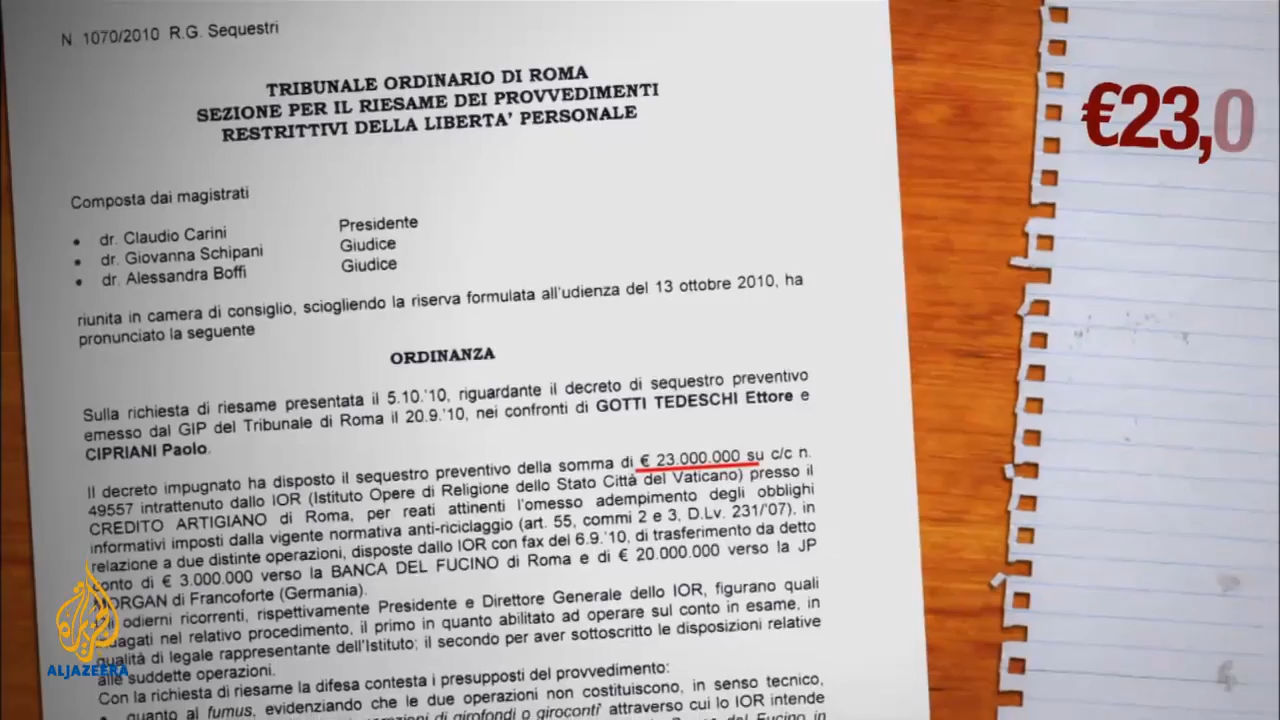 N. 1070/2010 R.G. Sequestri
TRIBUNALE ORDINARIO DI ROMA
SEZIONE PER IL RIESAME DEI PROVVEDIMENTI
RESTRITTIVI DELLA LIBERTA' PERSONALE
Composta dai magistrati
• dr. Claudio Carini Presidente
• dr. Giovanna Schipani Giudice
• dr. Alessandra Boffi Giudice
riunita in camera di consiglio, sciogliendo la riserva formulata all'udienza del 13 ottobre 2010, ha
pronunciato la seguente
ORDINANZA
Sulla richiesta di riesame presentata il 5.10.'10, riguardante il decreto di sequestro preventivo
emesso dal GIP del Tribunale di Roma il 20.9.'10, nei confronti di GOTTI TEDESCHI Ettore e
CIPRIANI Paolo.
Il decreto impugnato ha disposto il sequestro preventivo della somma di € 23.000.000 su c/c n.
49557 intrattenuto dallo IOR (Istituto Opere di Religione dello Stato Città del Vaticano) presso il
CREDITO ARTIGIANO di Roma, per reati attinenti l'omesso adempimento degli obblighi
informativi imposti dalla vigente normativa anti-riciclaggio (art. 55, commi 2 e 3, D.Lv. 231/'07), in
relazione a due distinte operazioni, disposte dallo IOR con fax del 6.9.'10, di trasferimento da detto
conto di € 3.000.000 verso la BANCA DEL FUCINO di Roma e di € 20.000.000 verso la JP
MORGAN di Francoforte (Germania).
odierni ricorrenti, rispettivamente Presidente e Direttore Generale dello IOR, figurano quali
indagati nel relativo procedimento, il primo in quanto abilitato ad operare sul conto in esame, in
qualità di legale rappresentante dell'Istituto; il secondo per aver sottoscritto le disposizioni relative
alle suddette operazioni.
Con la richiesta di riesame la difesa contesta i presupposti del provvedimento:
• quanto al fumus, evidenziando che le due operazioni non costituiscono, in senso tecnico,
di girofondi o giroconti attraverso cui lo IOR intende
del Fucino in
€23,0
ALJAZEERA